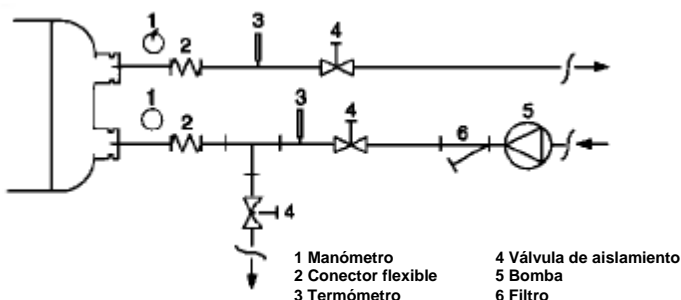 1 3 4
2
1 3 4 5
2 6
4
1 Manómetro 4 Válvula de aislamiento
2 Conector flexible 5 Bomba
3 Termómetro 6 Filtro